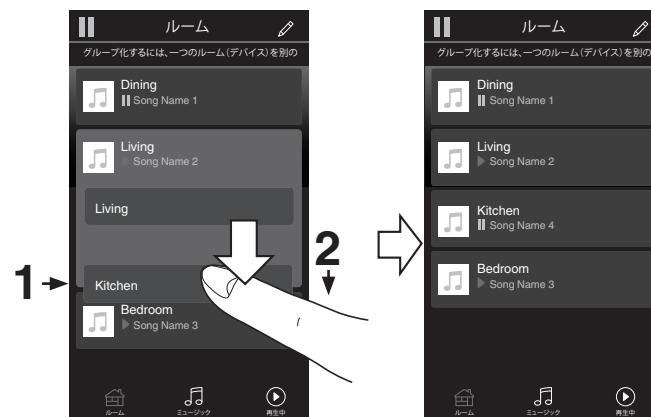 ルーム
グループ化するには、一つのルーム（デバイス）を別の
Dining
Song Name 1
Living
Song Name 2
Living
Kitchen
Bedroom
Song Name 3
ルーム
ミュージック
再生中
1
2
ルーム
グループ化するには、一つのルーム（デバイス）を別の
Dining
Song Name 1
Living
Song Name 2
Kitchen
Song Name 4
Bedroom
Song Name 3
ルーム
ミュージック
再生中